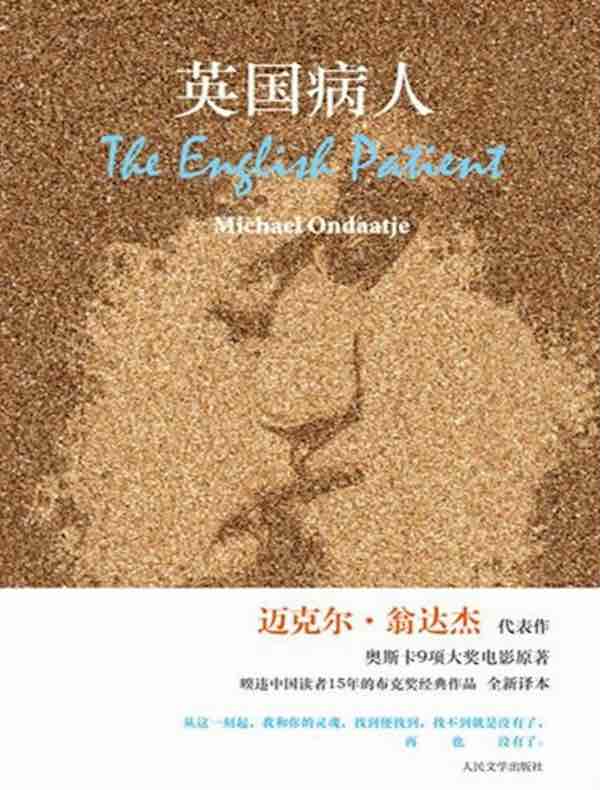 英国病人
The English Patient
Michael Ondaatje
迈克尔·翁达杰 代表作
奥斯卡9项大奖电影原著
暌违中国读者15年的布克奖经典作品 全新译本
从这一刻起,我和你的灵魂,找到便找到,找不到就是没有了,
再 也 没有了。
人民文学出版社